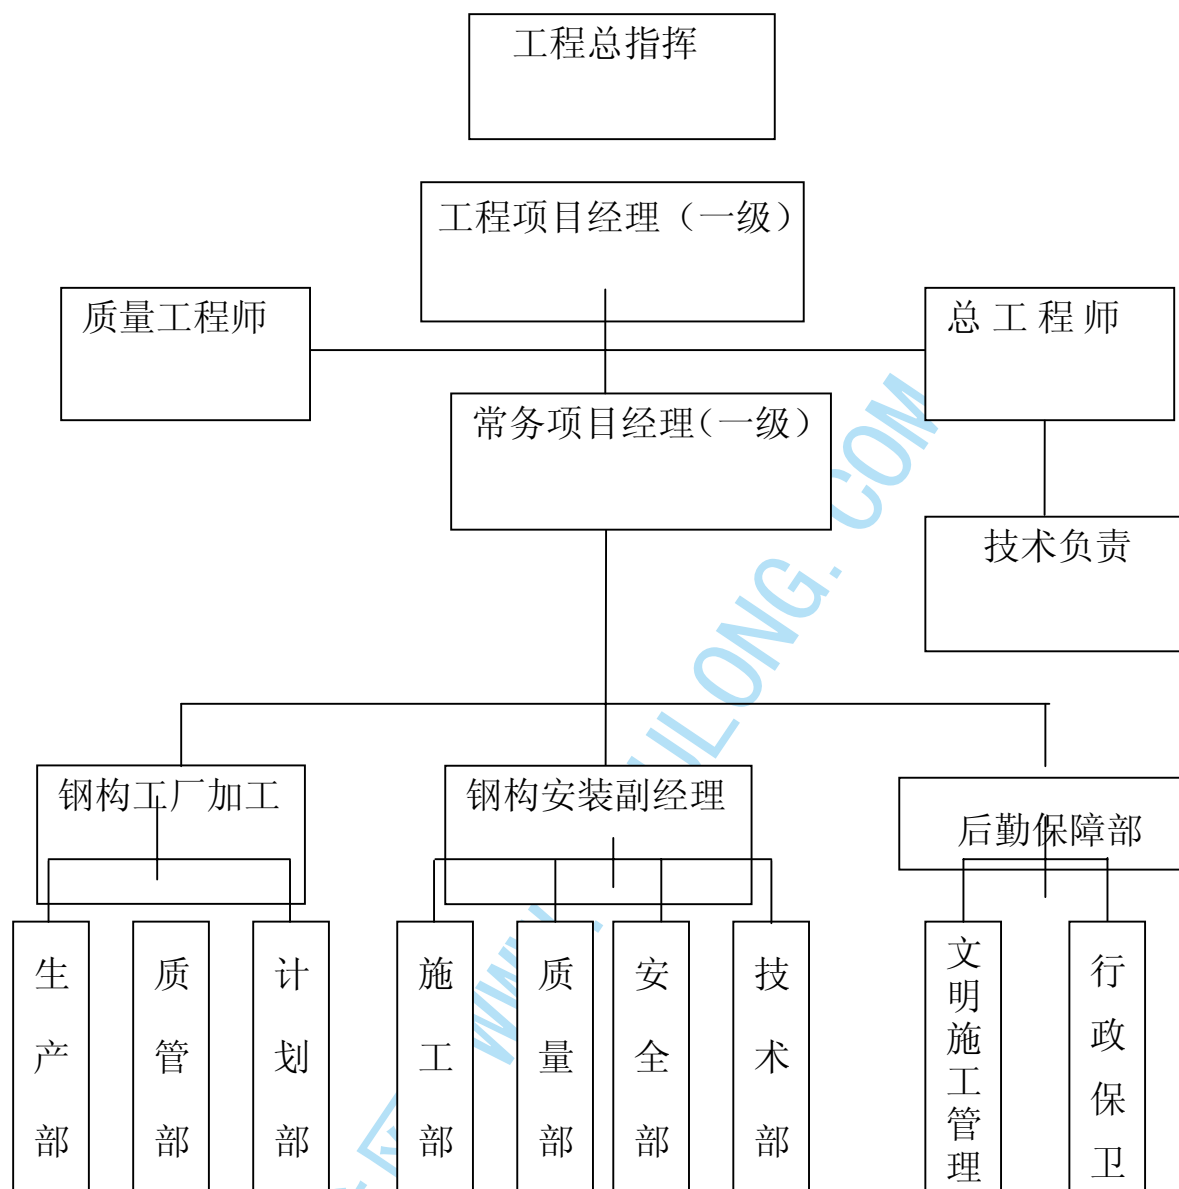 工程总指挥
工程项目经理（一级）
质量工程师
总工程师
常务项目经理（一级）
技术负责
钢构工厂加工
钢构安装副经理
后勤保障部
生产部
质管部
计划部
施工部
质量部
安全部
技术部
文明施工管理
行政保卫
WWW.
ULONG.COM
网